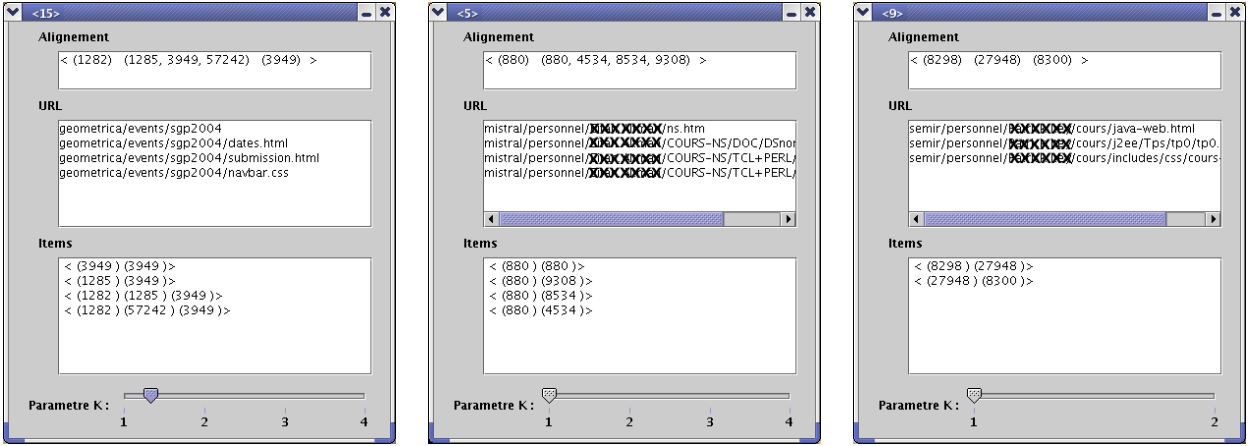 <15>
Alignement
< (1282) (1285, 3949, 57242) (3949) >
URL
geometrica/events/sgp2004
geometrica/events/sgp2004/dates.html
geometrica/events/sgp2004/submission.html
geometrica/events/sgp2004/navbar.css
Items
< (3949 ) (3949 )>
< (1285 ) (3949 )>
< (1282 ) (1285 ) (3949 )>
< (1282 ) (57242 ) (3949 )>
Parametre K :
1 2 3 4
<5>
Alignement
< (880) (880, 4534, 8534, 9308) >
URL
mistral/personnel/ /ns.htm
mistral/personnel/ /COURS-NS/DOC/DSnor
mistral/personnel/ /COURS-NS/TCL+PERL/
mistral/personnel/ /COURS-NS/TCL+PERL/
Items
< (880 ) (880 )>
< (880 ) (9308 )>
< (880 ) (8534 )>
< (880 ) (4534 )>
Parametre K :
1 2 3 4
<9>
Alignement
< (8298) (27948) (8300) >
URL
semir/personnel/ /cours/java-web.html
semir/personnel/ /cours/j2ee/Tps/tp0/tp0.
semir/personnel/ /cours/includes/css/cours-
Items
< (8298 ) (27948 )>
< (27948 ) (8300 )>
Parametre K :
1 2